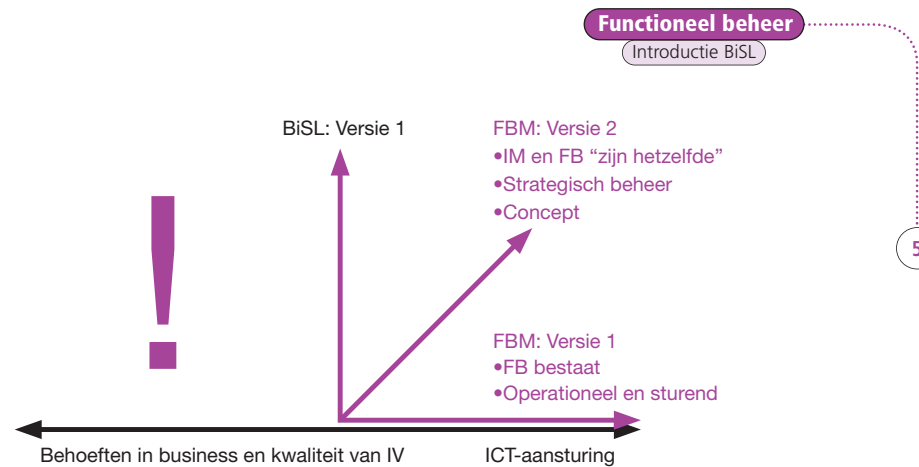 Functioneel beheer
Introductie BiSL
5
BiSL: Versie 1
FBM: Versie 2
•IM en FB “zijn hetzelfde”
•Strategisch beheer
•Concept
!
FBM: Versie 1
•FB bestaat
•Operationeel en sturend
Behoeften in business en kwaliteit van IV
ICT-aansturing